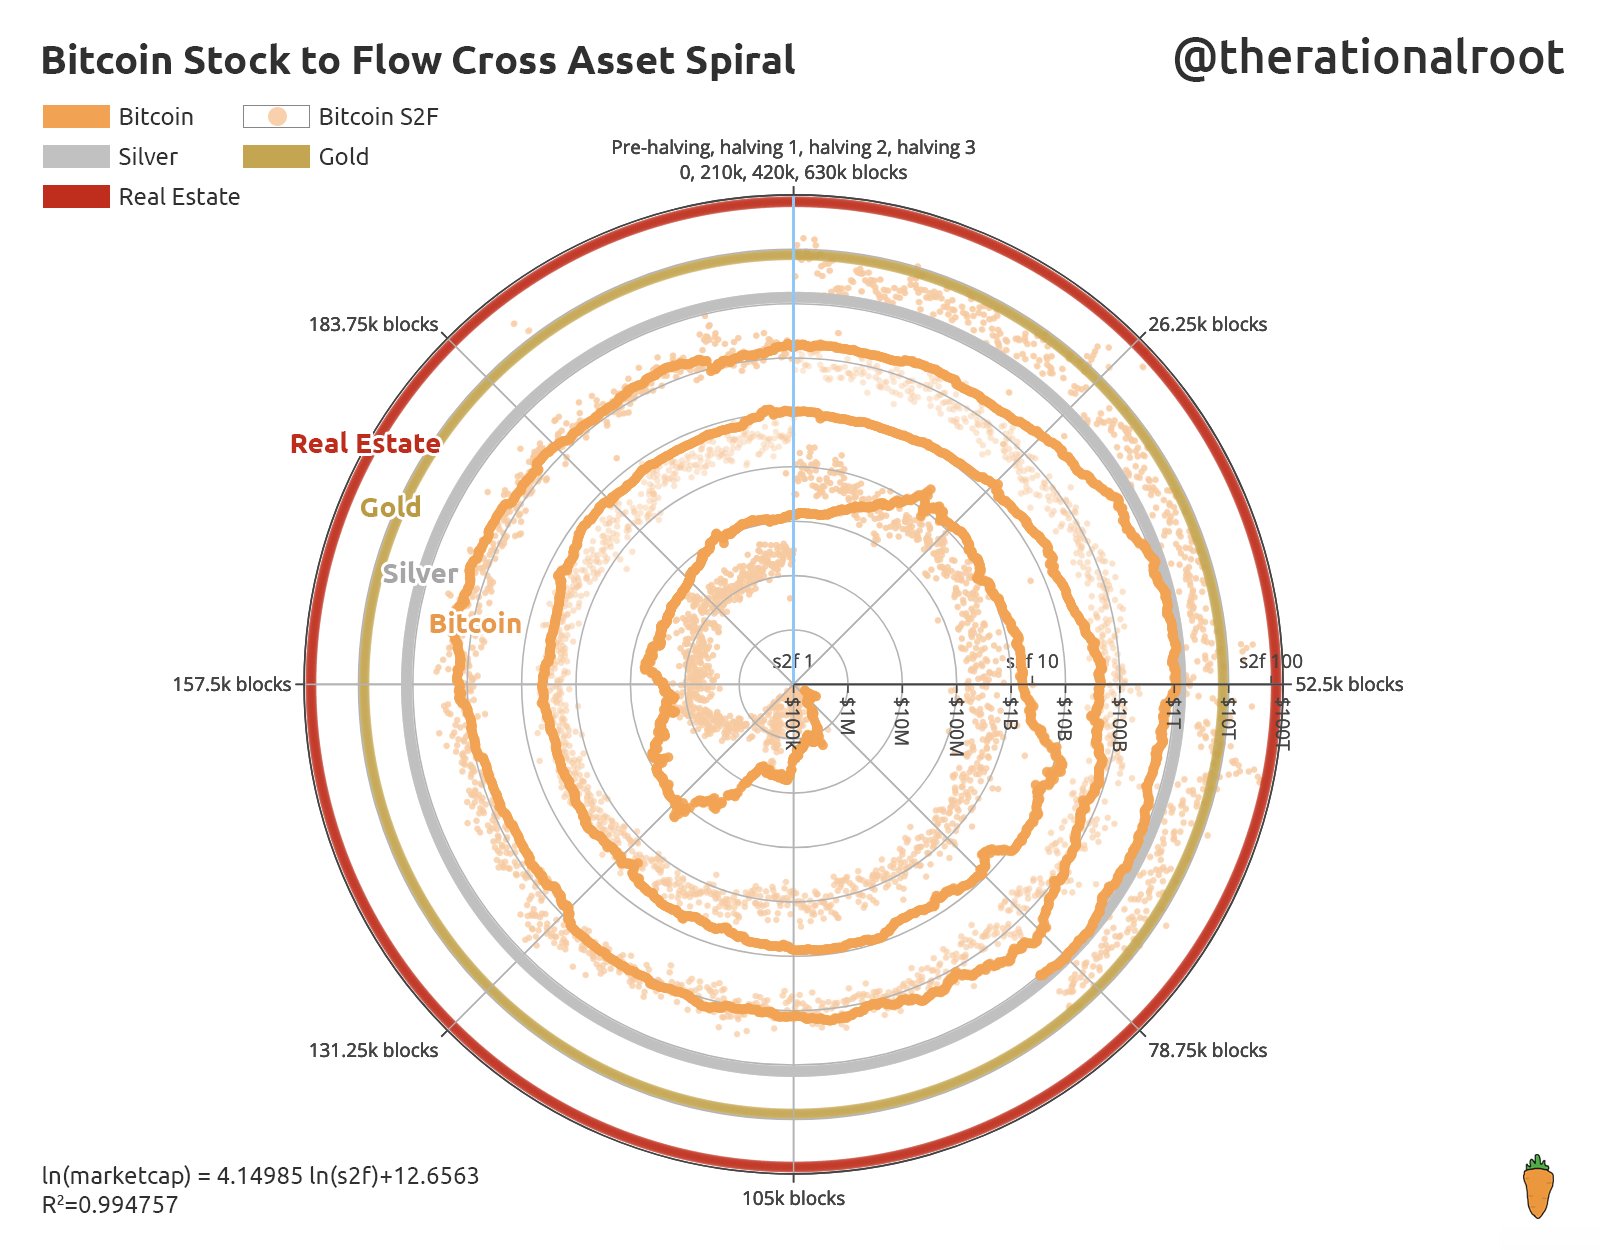 Bitcoin Stock to Flow Cross Asset Spiral
@therationalroot
Bitcoin
Bitcoin S2F
Silver
Gold
Real Estate
Pre-halving, halving 1, halving 2, halving 3
0, 210k, 420k, 630k blocks
183.75k blocks
26.25k blocks
Real Estate
Gold
Silver
Bitcoin
s2f 1
s2f 10
s2f 100
157.5k blocks
52.5k blocks
$100k
$1M
$10M
$100M
$1B
$10B
$100B
$1T
$10T
$100T
131.25k blocks
78.75k blocks
105k blocks
ln(marketcap) = 4.14985 ln(s2f)+12.6563
R²=0.994757